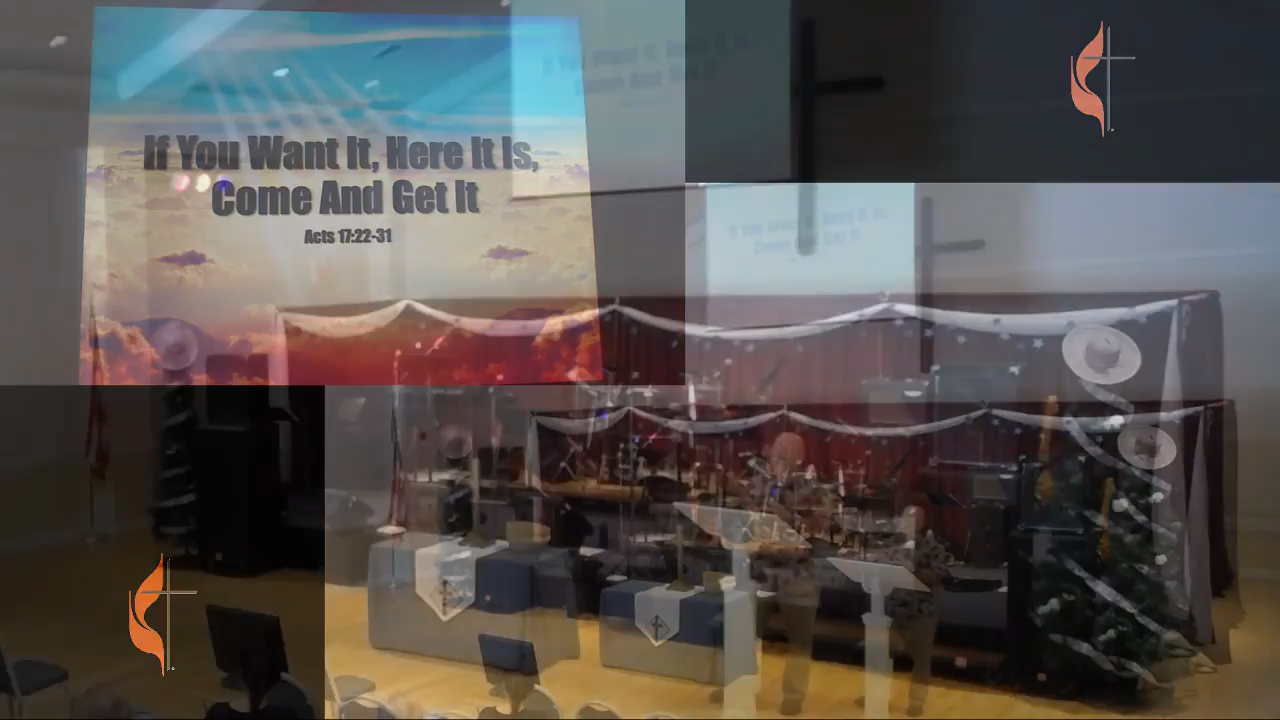 If You Want It, Here It Is,
Come And Get It
Acts 17:22-31